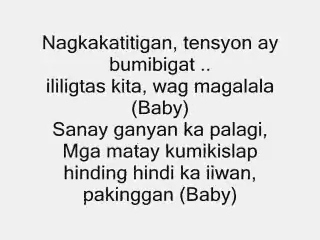 Nagkakatitigan, tensyon ay
bumibigat ..
ililigtas kita, wag magalala
(Baby)
Sanay ganyan ka palagi,
Mga matay kumikislap
hinding hindi ka iiwan,
pakinggan (Baby)